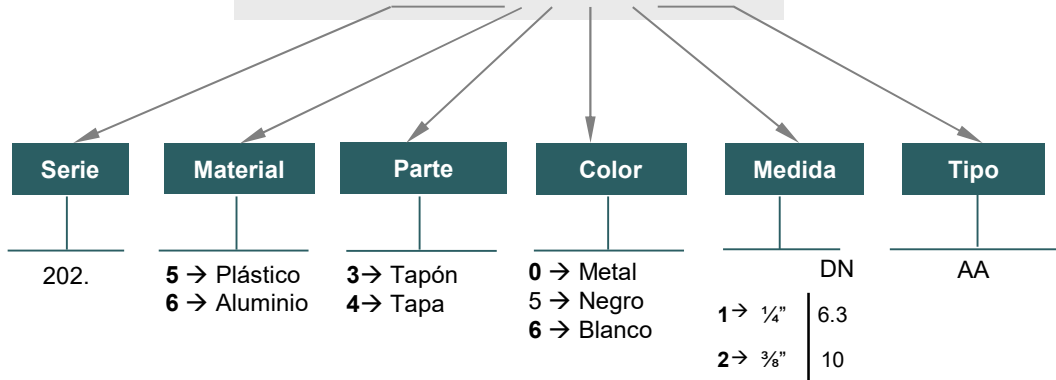 Serie
Material
Parte
Color
Medida
Tipo
202.
5 → Plástico
6 → Aluminio
3→ Tapón
4→ Tapa
0 → Metal
5 → Negro
6 → Blanco
DN
1→ ¼” 6.3
2→ ⅜” 10
AA